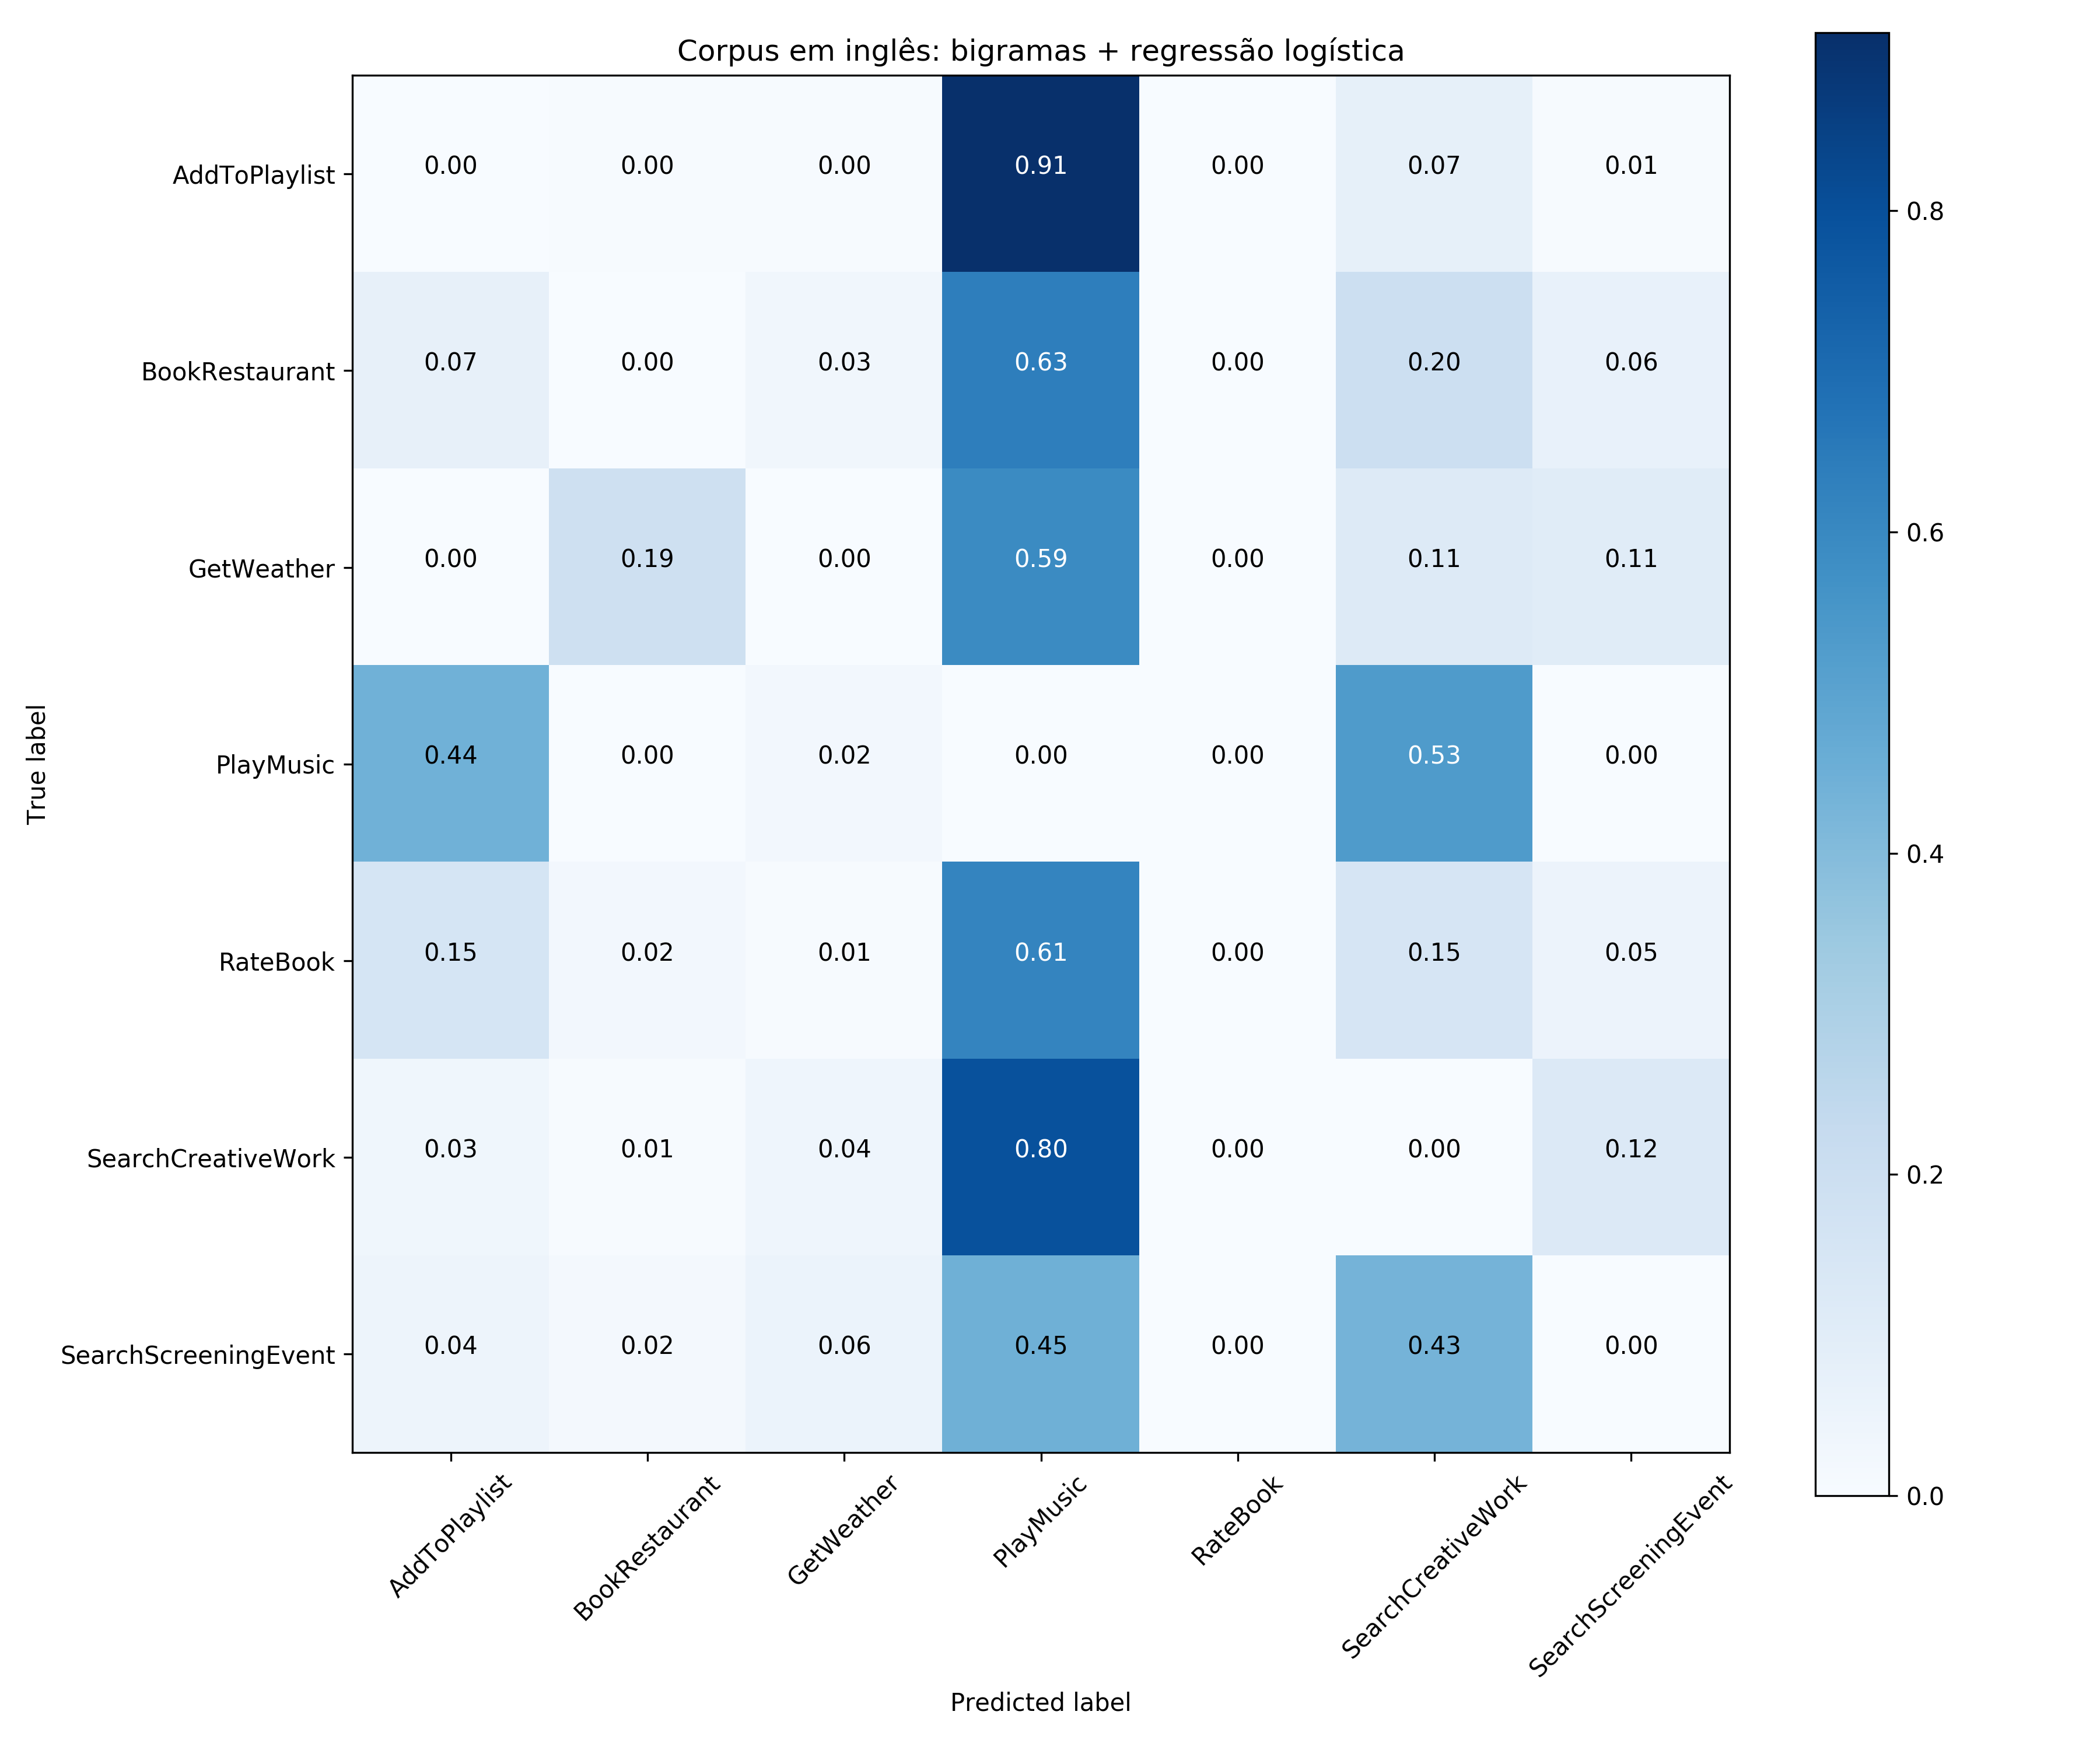 Corpus em inglês: bigramas + regressão logística
AddToPlaylist 0.00 0.00 0.00 0.91 0.00 0.07 0.01
BookRestaurant 0.07 0.00 0.03 0.63 0.00 0.20 0.06
GetWeather 0.00 0.19 0.00 0.59 0.00 0.11 0.11
PlayMusic 0.44 0.00 0.02 0.00 0.00 0.53 0.00
RateBook 0.15 0.02 0.01 0.61 0.00 0.15 0.05
SearchCreativeWork 0.03 0.01 0.04 0.80 0.00 0.00 0.12
SearchScreeningEvent 0.04 0.02 0.06 0.45 0.00 0.43 0.00
True label
AddToPlaylist BookRestaurant GetWeather PlayMusic RateBook SearchCreativeWork SearchScreeningEvent
Predicted label
0.8
0.6
0.4
0.2
0.0